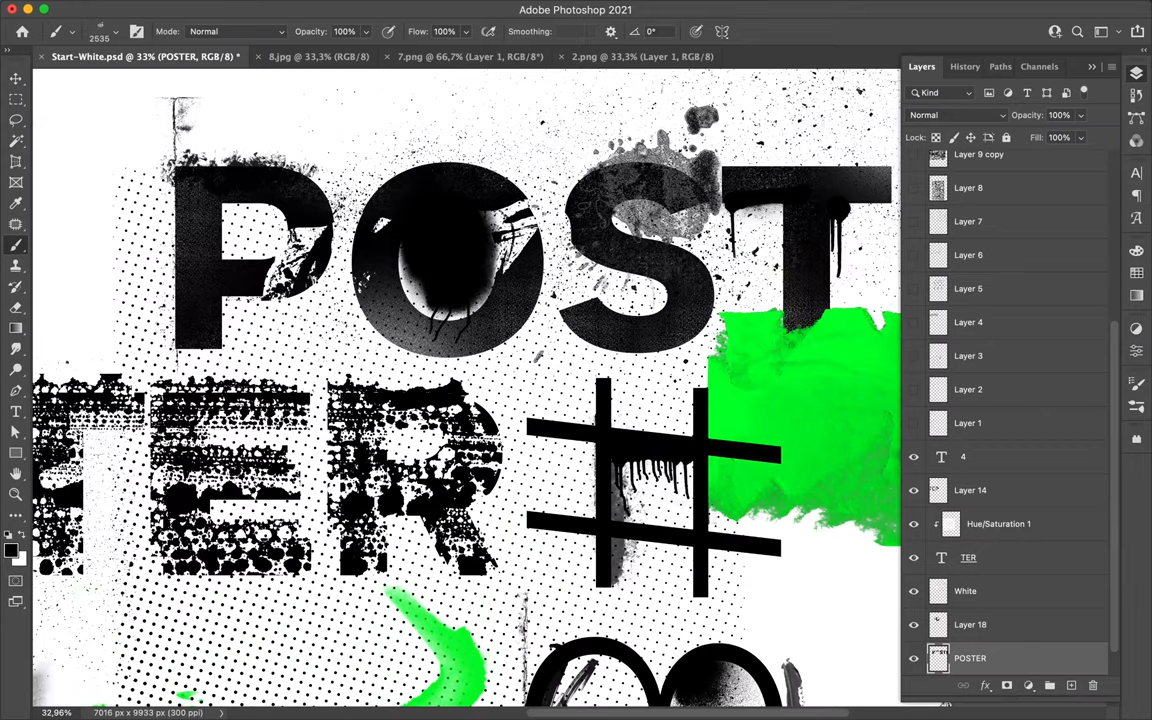 Adobe Photoshop 2021
2535
Mode: Normal
Opacity: 100%
Flow: 100%
Smoothing:
0°
Start-White.psd @ 33% (POSTER, RGB/8) *
8.jpg @ 33,3% (RGB/8)
7.png @ 66,7% (Layer 1, RGB/8*)
2.png @ 33,3% (Layer 1, RGB/8)
POST
TER#
Layers
History
Paths
Channels
Kind
Normal
Opacity: 100%
Lock:
Fill: 100%
Layer 9 copy
Layer 8
Layer 7
Layer 6
Layer 5
Layer 4
Layer 3
Layer 2
Layer 1
T 4
Layer 14
Hue/Saturation 1
T TER
White
Layer 18
POSTER
fx
32,96%
7016 px x 9933 px (300 ppi)